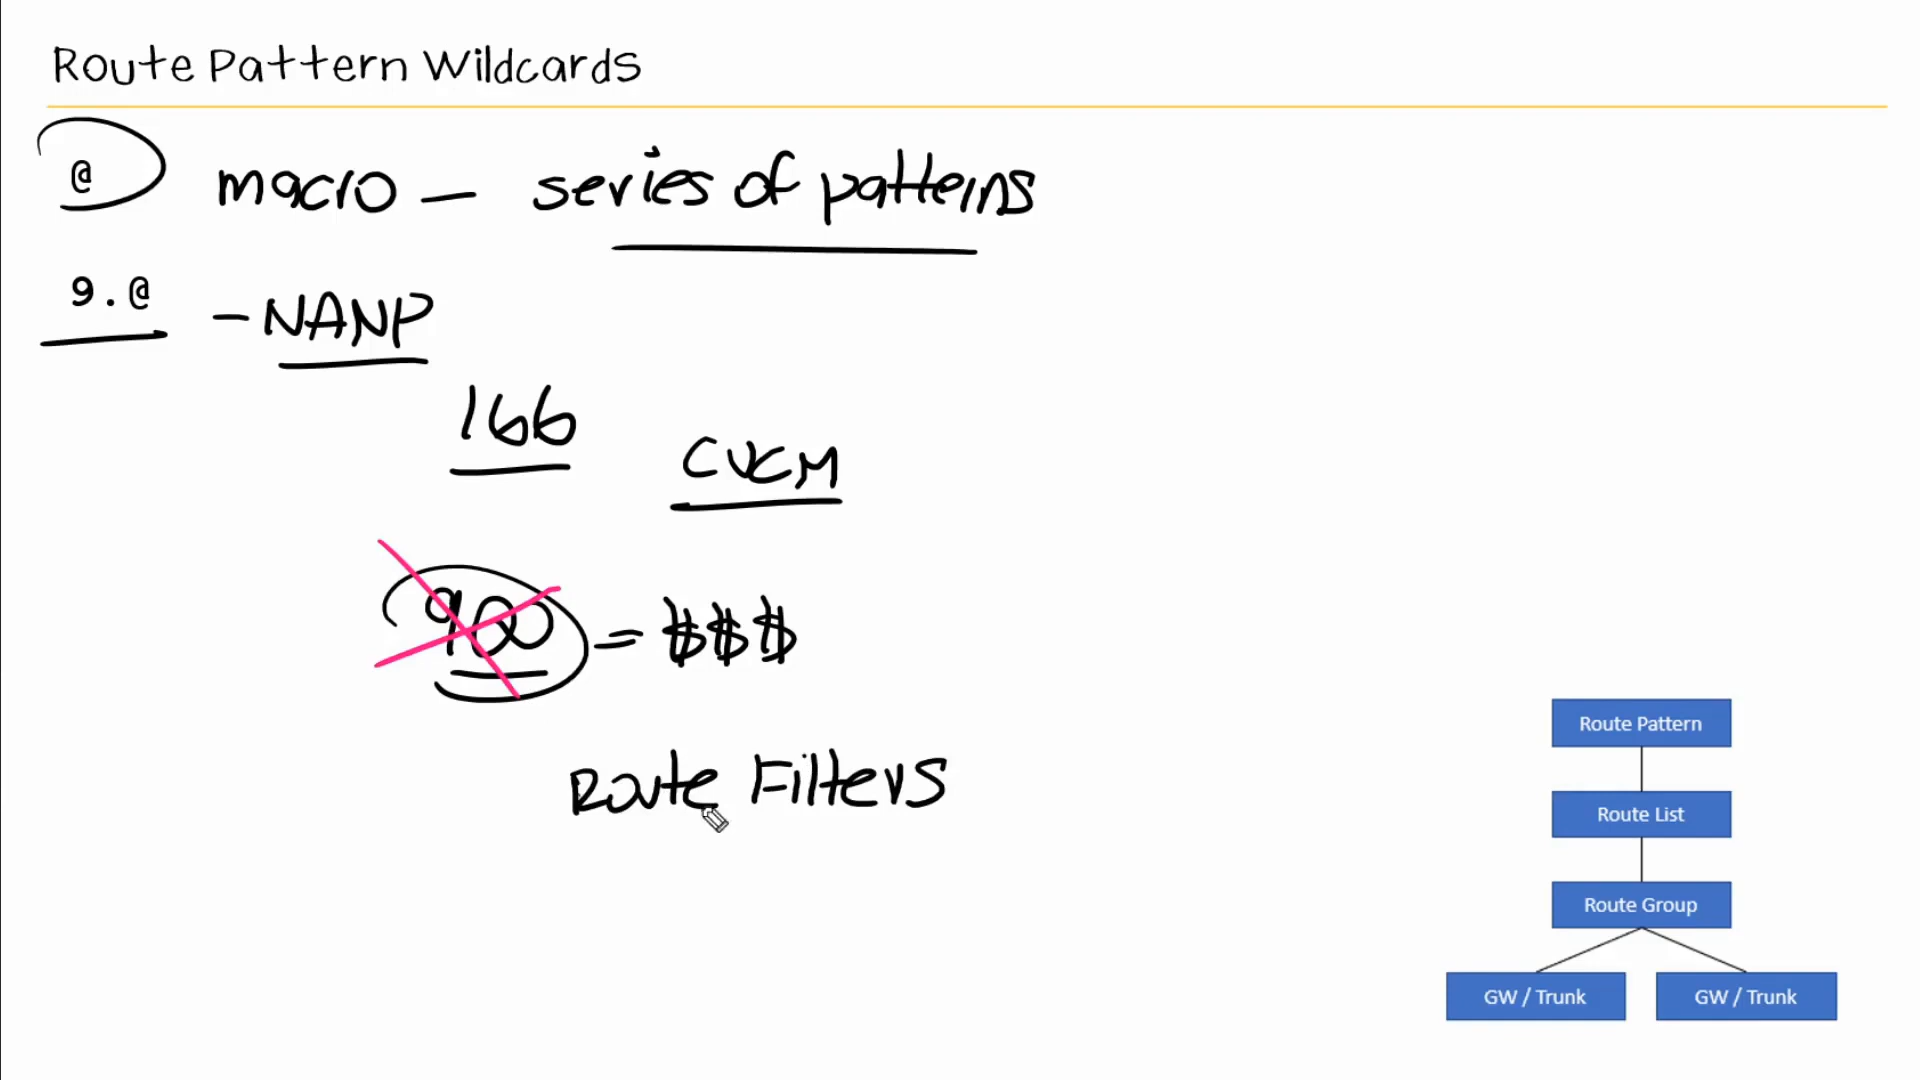 Route Pattern Wildcards
@ macro - series of patterns
9.@ - NANP
166
CUCM
900 = $$$
Route Filters
Route Pattern
Route List
Route Group
GW / Trunk
GW / Trunk